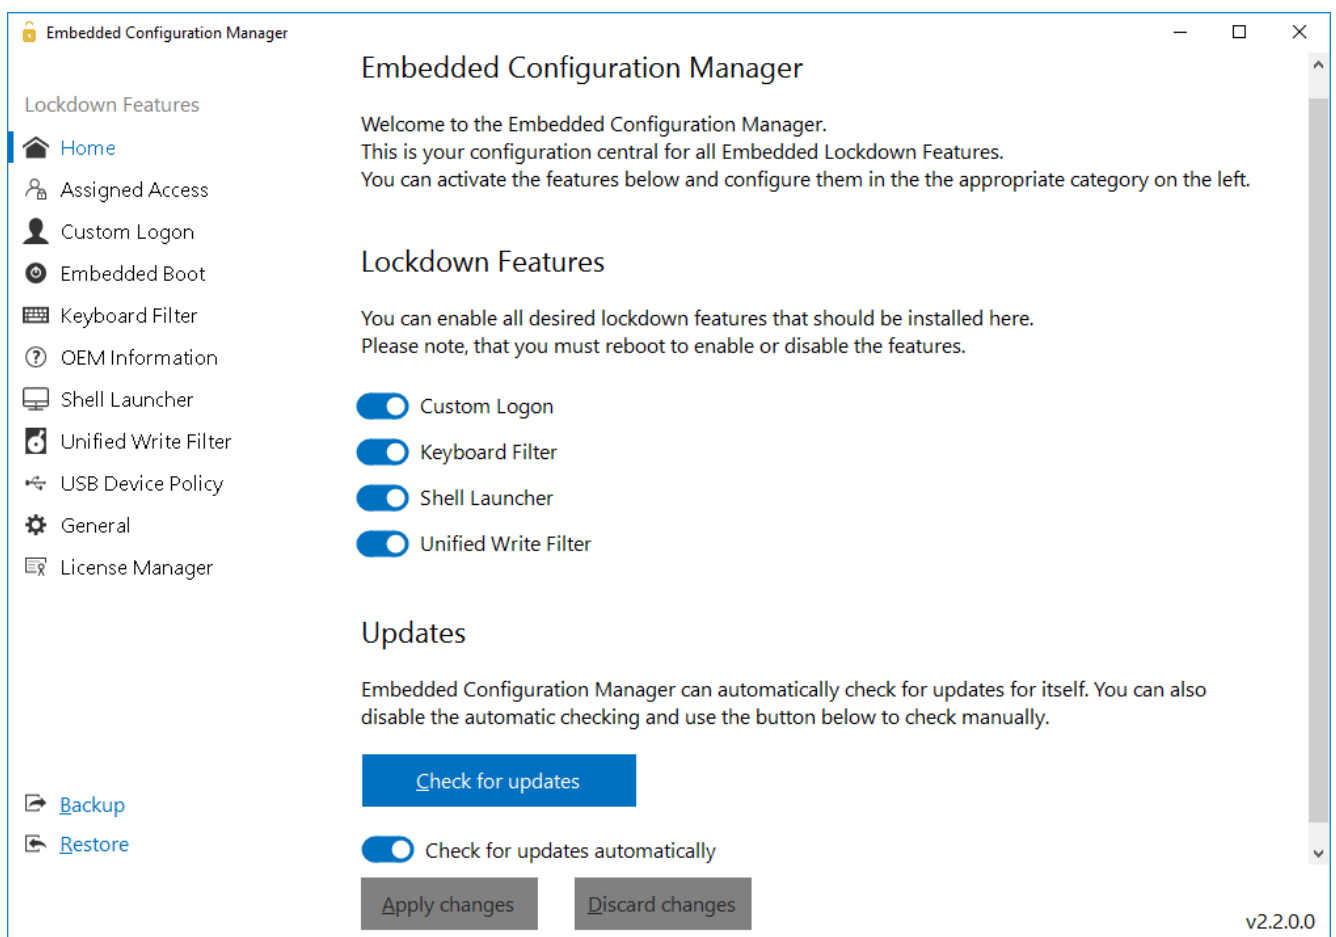 Embedded Configuration Manager
Lockdown Features
Home
Assigned Access
Custom Logon
Embedded Boot
Keyboard Filter
OEM Information
Shell Launcher
Unified Write Filter
USB Device Policy
General
License Manager
Backup
Restore
Embedded Configuration Manager
Welcome to the Embedded Configuration Manager.
This is your configuration central for all Embedded Lockdown Features.
You can activate the features below and configure them in the the appropriate category on the left.
Lockdown Features
You can enable all desired lockdown features that should be installed here.
Please note, that you must reboot to enable or disable the features.
Custom Logon
Keyboard Filter
Shell Launcher
Unified Write Filter
Updates
Embedded Configuration Manager can automatically check for updates for itself. You can also
disable the automatic checking and use the button below to check manually.
Check for updates
Check for updates automatically
Apply changes
Discard changes
v2.2.0.0